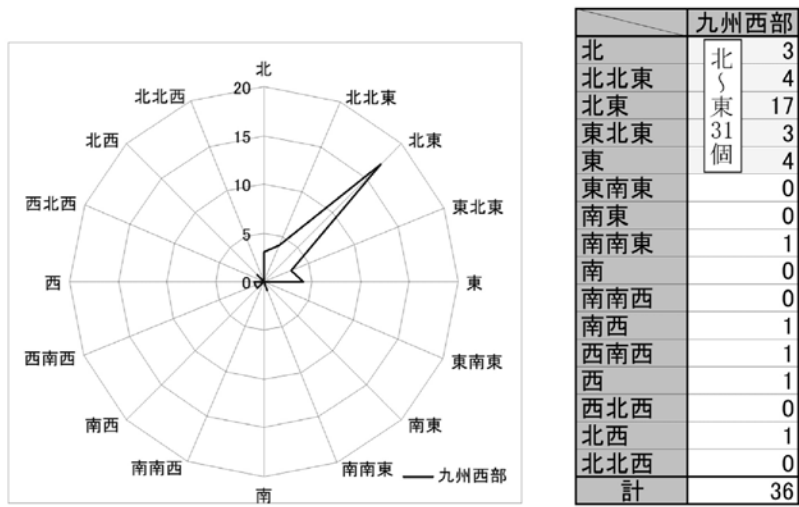 北
北北東
北東
東北東
東
東南東
南東
南南東
南
南南西
南西
西南西
西
西北西
北西
北北西
20
15
10
5
0
九州西部
九州西部
北 3
北北東 4
北東 17
東北東 3
東 4
東南東 0
南東 0
南南東 1
南 0
南南西 0
南西 1
西南西 1
西 1
西北西 0
北西 1
北北西 0
計 36
北～東31個